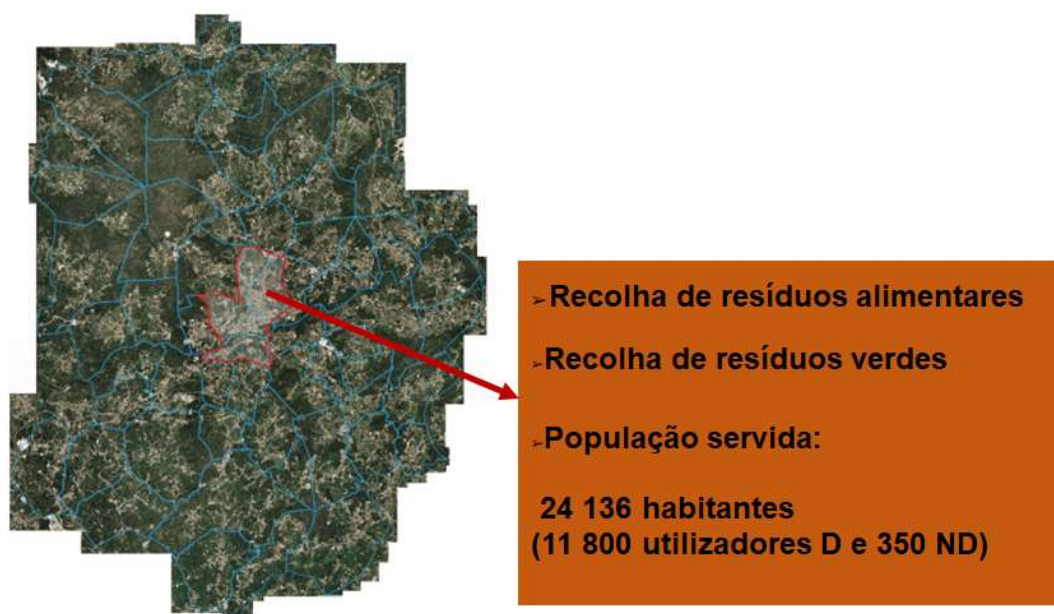 ➢Recolha de resíduos alimentares
➢Recolha de resíduos verdes
➢População servida:
24 136 habitantes
(11 800 utilizadores D e 350 ND)